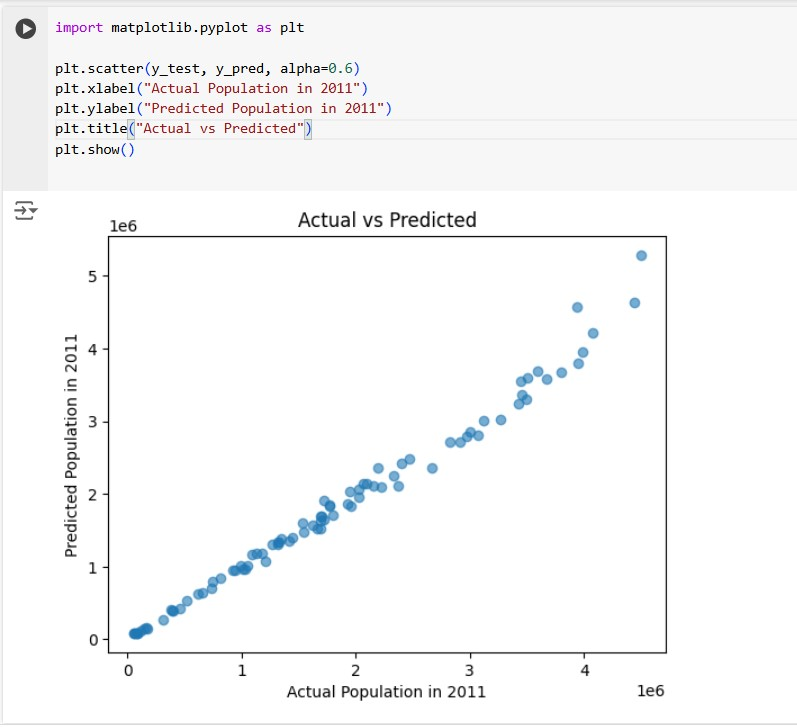 import matplotlib.pyplot as plt
plt.scatter(y_test, y_pred, alpha=0.6)
plt.xlabel("Actual Population in 2011")
plt.ylabel("Predicted Population in 2011")
plt.title("Actual vs Predicted")
plt.show()
Actual vs Predicted
1e6
5
4
3
2
1
0
Predicted Population in 2011
0 1 2 3 4
Actual Population in 2011
1e6